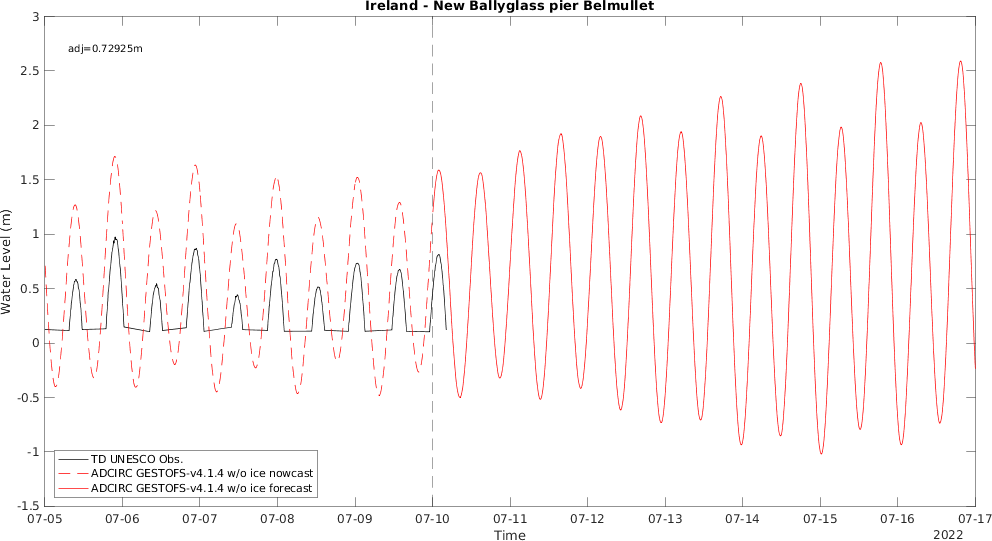 Ireland - New Ballyglass pier Belmullet
adj=0.72925m
Water Level (m)
3
2.5
2
1.5
1
0.5
0
-0.5
-1
-1.5
TD UNESCO Obs.
ADCIRC GESTOFS-v4.1.4 w/o ice nowcast
ADCIRC GESTOFS-v4.1.4 w/o ice forecast
07-05 07-06 07-07 07-08 07-09 07-10 07-11 07-12 07-13 07-14 07-15 07-16 07-17
Time
2022